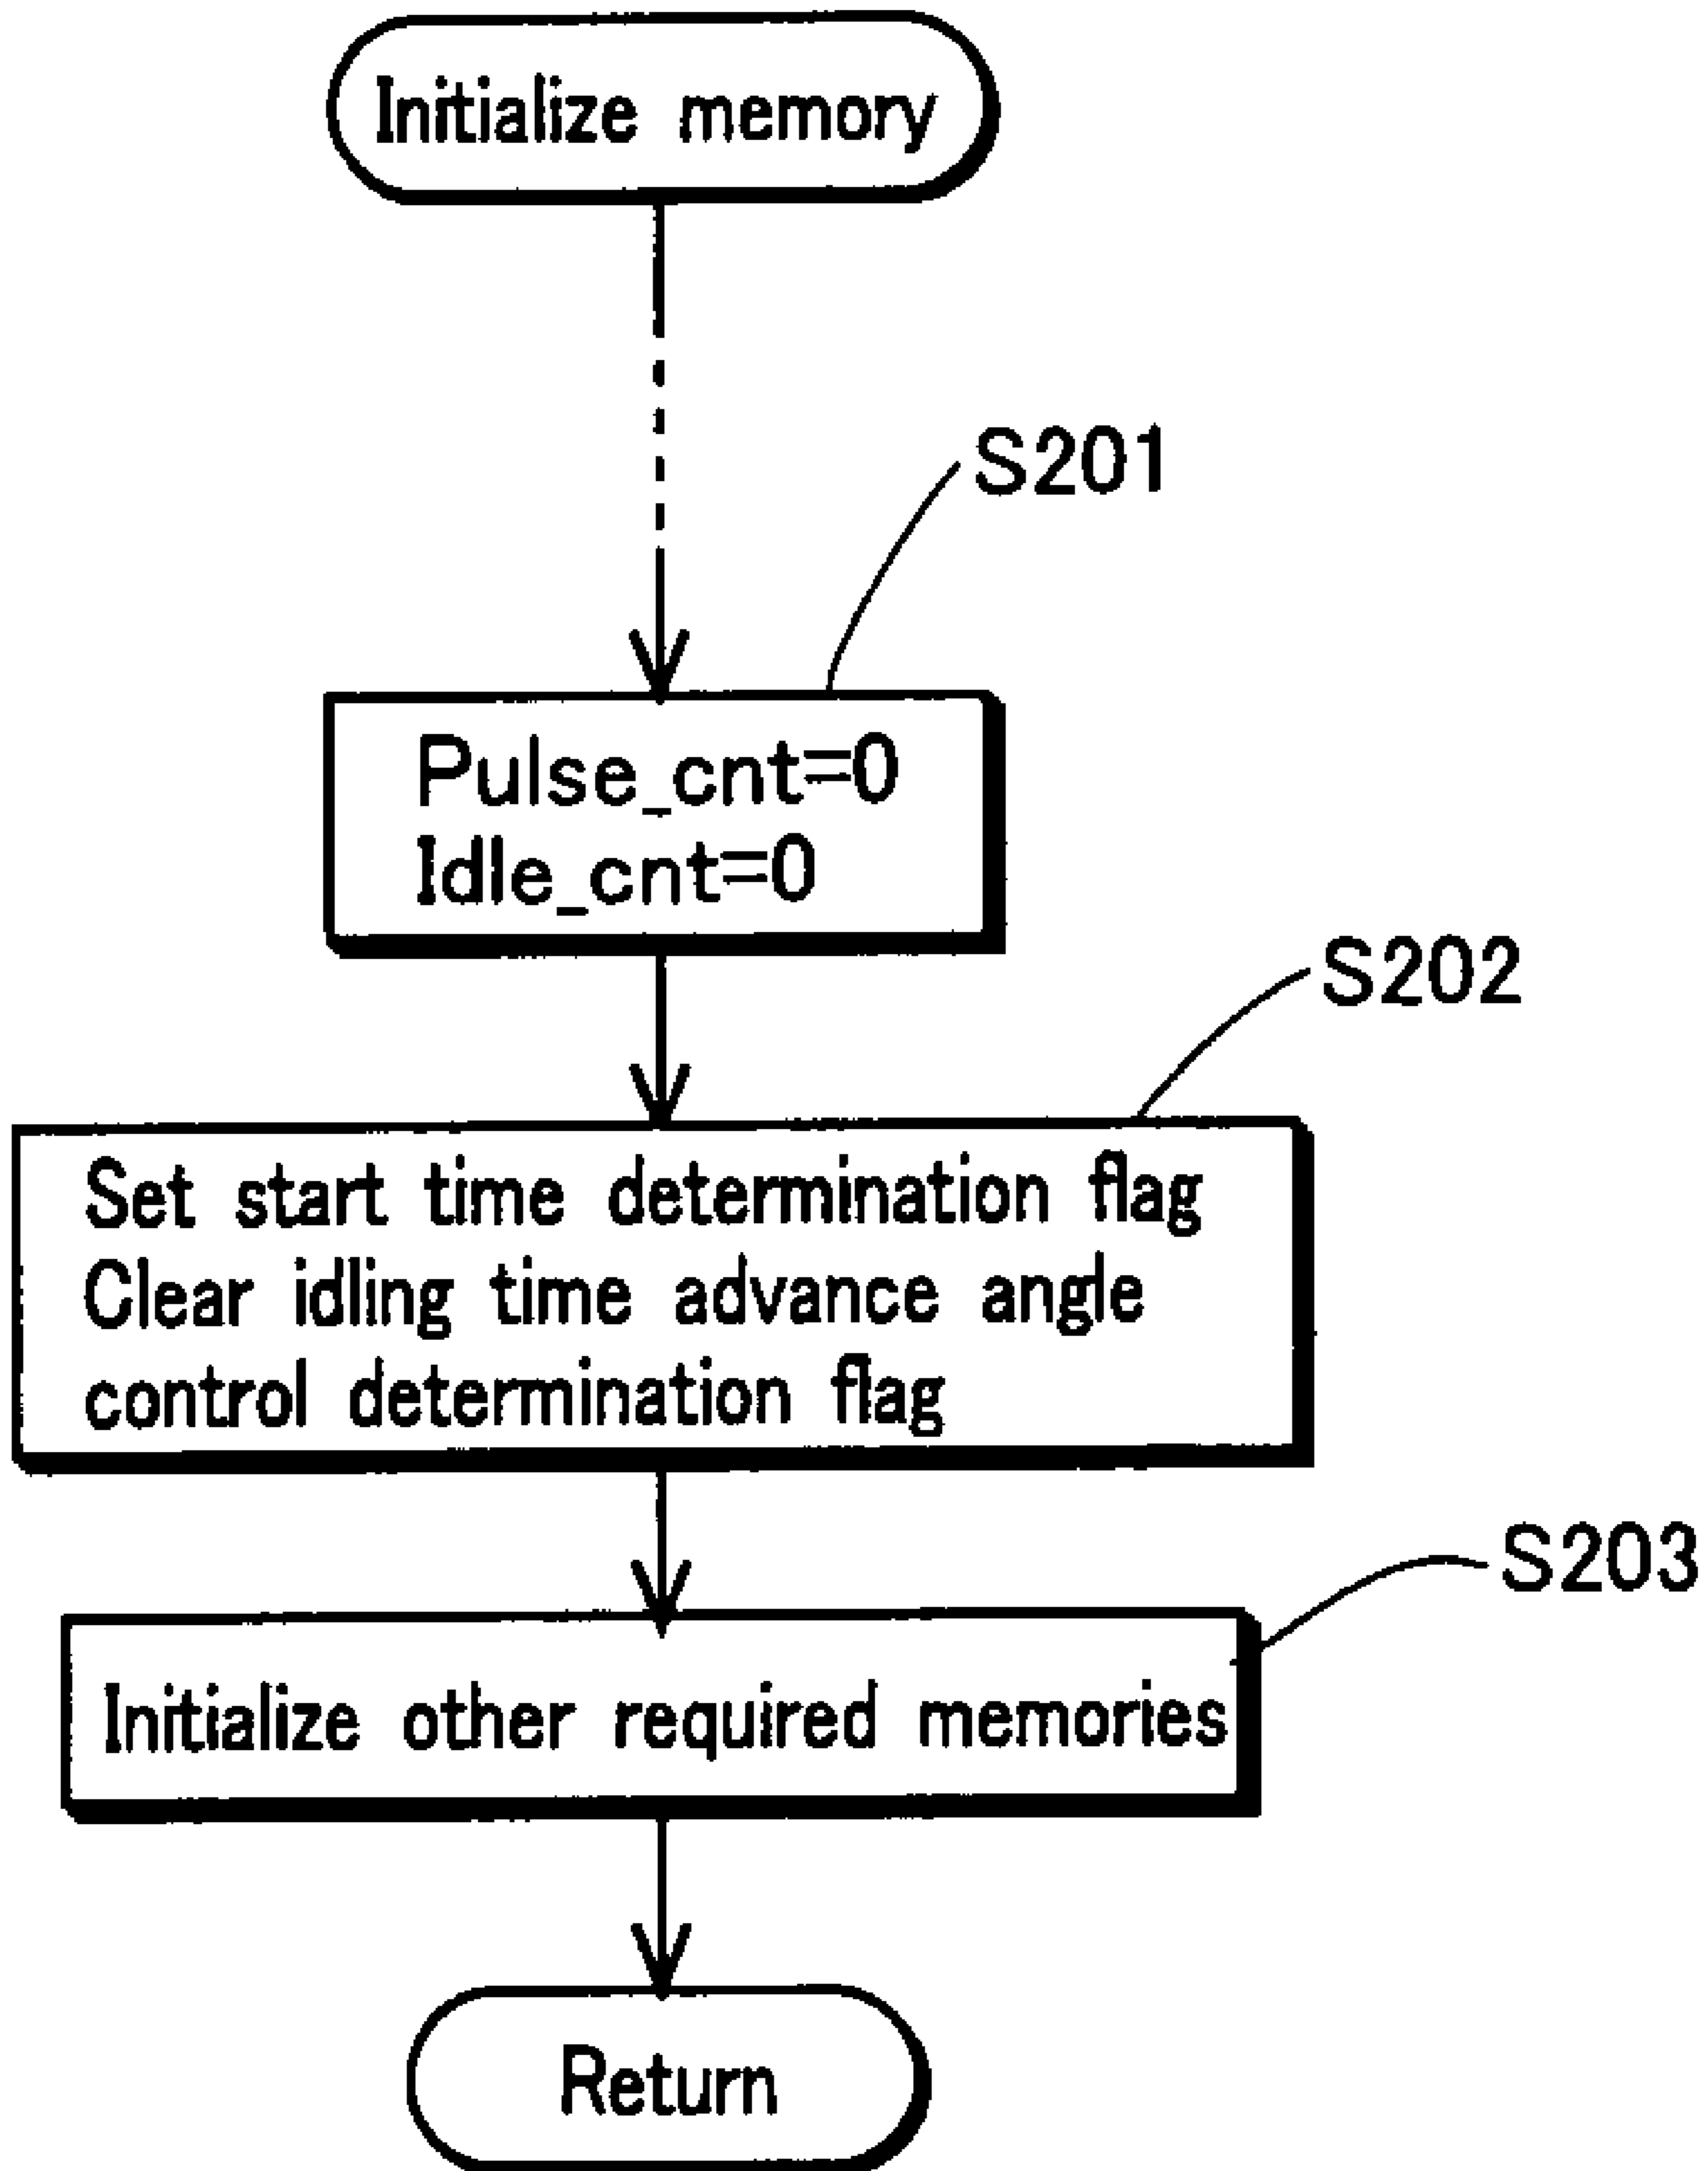 Initialize memory
S201
Pulse_cnt=0
Idle_cnt=0
S202
Set start time determination flag
Clear idling time advance angle
control determination flag
S203
Initialize other required memories
Return